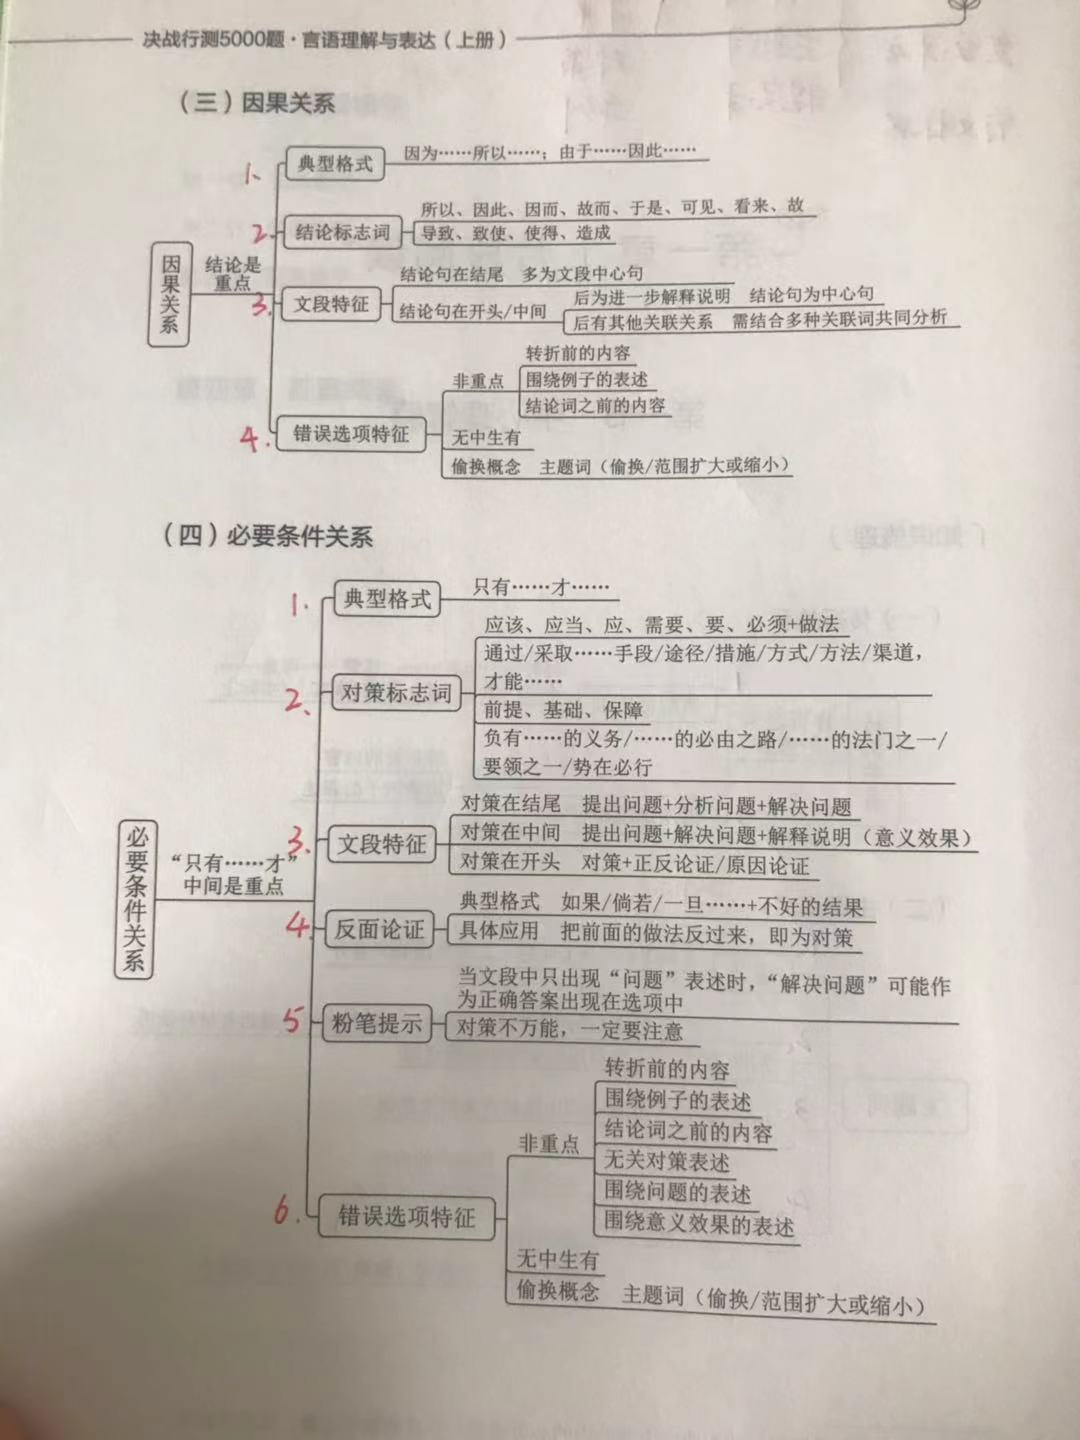 决战行测5000题·言语理解与表达（上册）
（三）因果关系
1.
典型格式
因为……所以……；由于……因此……
2.
结论标志词
所以、因此、因而、故而、于是、可见、看来、故
导致、致使、使得、造成
因果关系
结论是
重点
3.
文段特征
结论句在结尾 多为文段中心句
结论句在开头/中间
后为进一步解释说明 结论句为中心句
后有其他关联关系 需结合多种关联词共同分析
4.
错误选项特征
非重点
转折前的内容
围绕例子的表述
结论词之前的内容
无中生有
偷换概念 主题词（偷换/范围扩大或缩小）
（四）必要条件关系
1.
典型格式
只有……才……
2、
对策标志词
应该、应当、应、需要、要、必须+做法
通过/采取……手段/途径/措施/方式/方法/渠道，
才能……
前提、基础、保障
负有……的义务/……的必由之路/……的法门之一/
要领之一/势在必行
必要条件关系
“只有……才”
中间是重点
3.
文段特征
对策在结尾 提出问题+分析问题+解决问题
对策在中间 提出问题+解决问题+解释说明（意义效果）
对策在开头 对策+正反论证/原因论证
4.
反面论证
典型格式 如果/倘若/一旦……+不好的结果
具体应用 把前面的做法反过来，即为对策
5
粉笔提示
当文段中只出现“问题”表述时，“解决问题”可能作
为正确答案出现在选项中
对策不万能，一定要注意
6.
错误选项特征
非重点
转折前的内容
围绕例子的表述
结论词之前的内容
无关对策表述
围绕问题的表述
围绕意义效果的表述
无中生有
偷换概念 主题词（偷换/范围扩大或缩小）